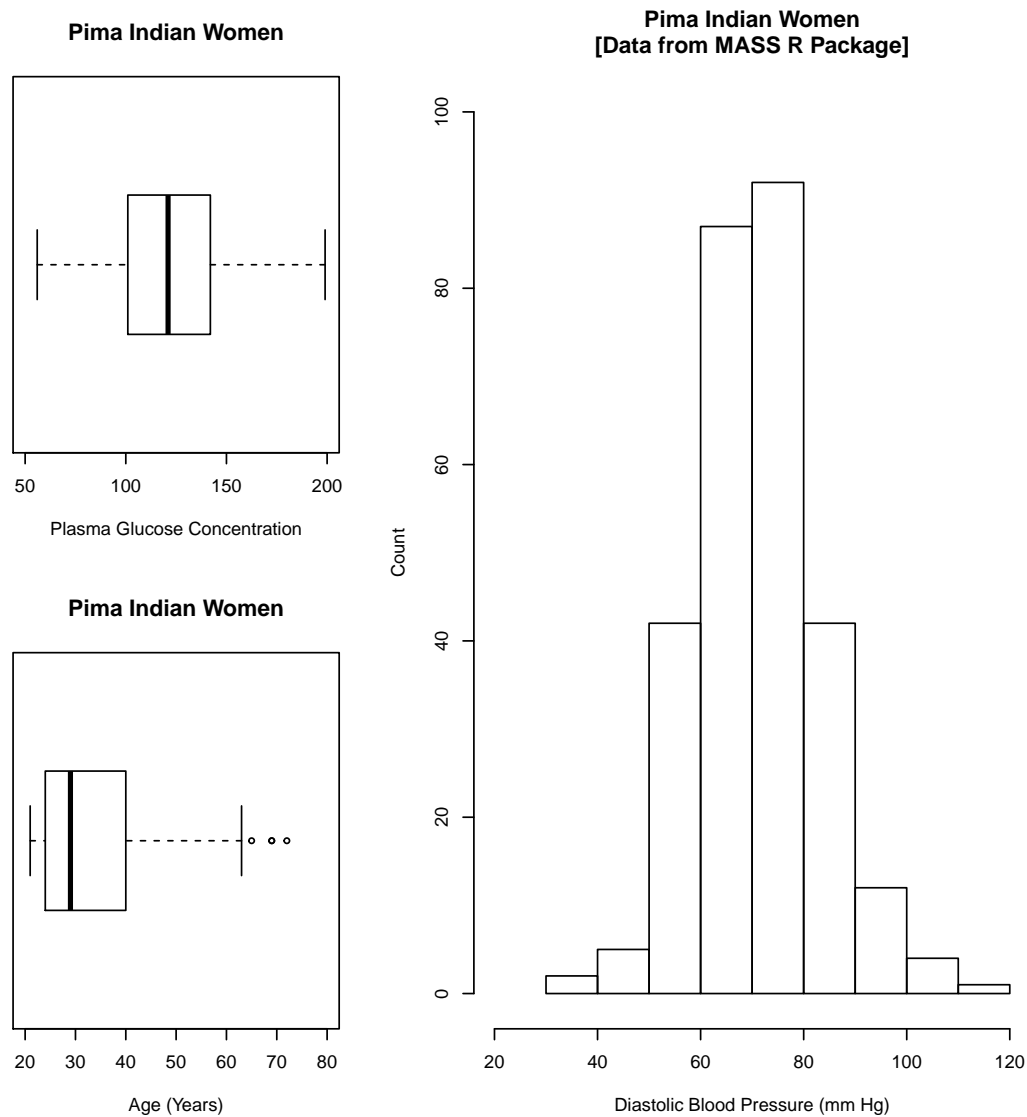 Pima Indian Women
50 100 150 200
Plasma Glucose Concentration
Pima Indian Women
20 30 40 50 60 70 80
Age (Years)
Pima Indian Women
[Data from MASS R Package]
100
80
60
40
20
0
Count
20 40 60 80 100 120
Diastolic Blood Pressure (mm Hg)